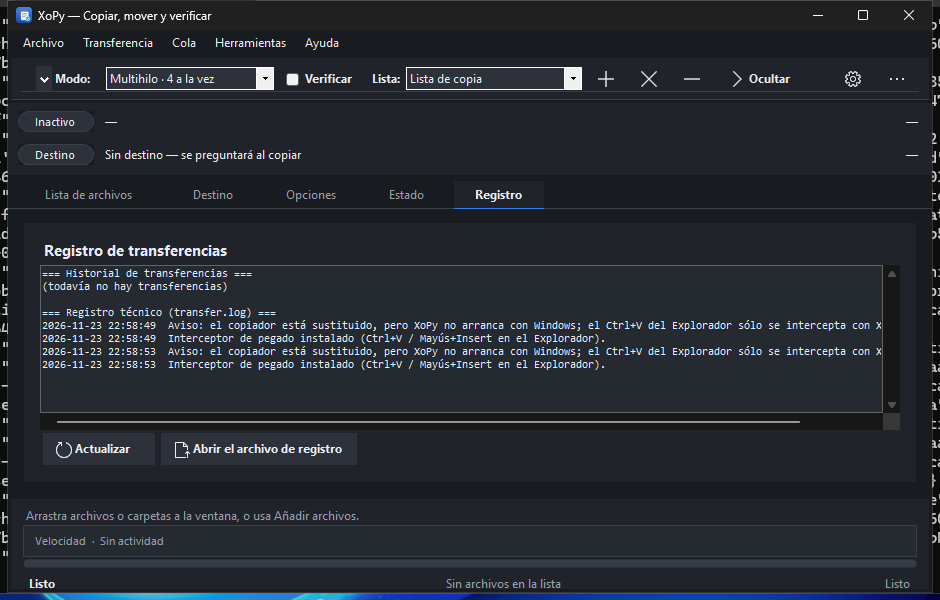 XoPy — Copiar, mover y verificar
Archivo Transferencia Cola Herramientas Ayuda
Modo: Multihilo · 4 a la vez Verificar Lista: Lista de copia Ocultar
Inactivo —
Destino Sin destino — se preguntará al copiar
Lista de archivos Destino Opciones Estado Registro
Registro de transferencias
=== Historial de transferencias ===
(todavía no hay transferencias)
=== Registro técnico (transfer.log) ===
2026-11-23 22:58:49 Aviso: el copiador está sustituido, pero XoPy no arranca con Windows; el Ctrl+V del Explorador sólo se intercepta con X
2026-11-23 22:58:49 Interceptor de pegado instalado (Ctrl+V / Mayús+Insert en el Explorador).
2026-11-23 22:58:53 Aviso: el copiador está sustituido, pero XoPy no arranca con Windows; el Ctrl+V del Explorador sólo se intercepta con X
2026-11-23 22:58:53 Interceptor de pegado instalado (Ctrl+V / Mayús+Insert en el Explorador).
Actualizar Abrir el archivo de registro
Arrastra archivos o carpetas a la ventana, o usa Añadir archivos.
Velocidad · Sin actividad
Listo Sin archivos en la lista Listo